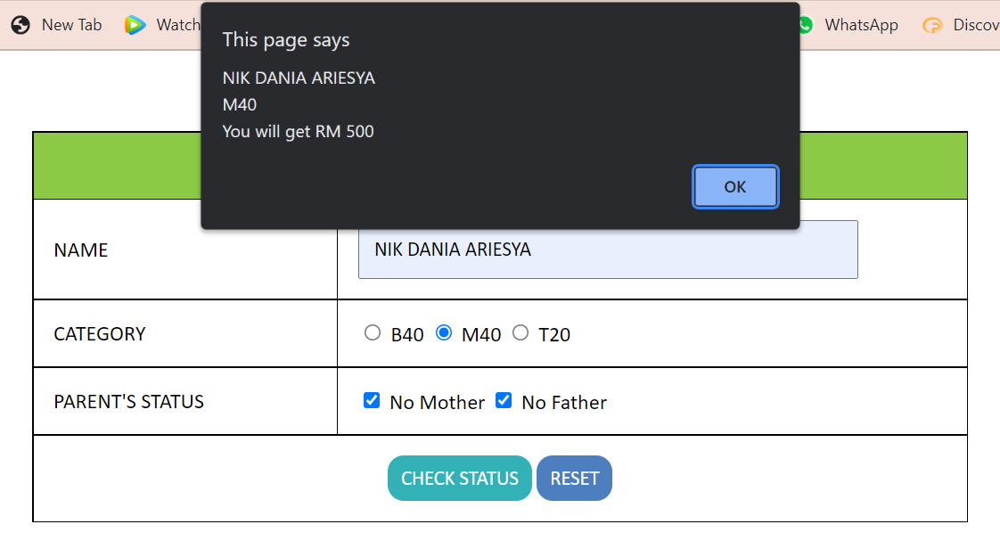 New Tab
Watch
WhatsApp
Discov
This page says
NIK DANIA ARIESYA
M40
You will get RM 500
OK
NAME
NIK DANIA ARIESYA
CATEGORY
B40 M40 T20
PARENT'S STATUS
No Mother No Father
CHECK STATUS RESET